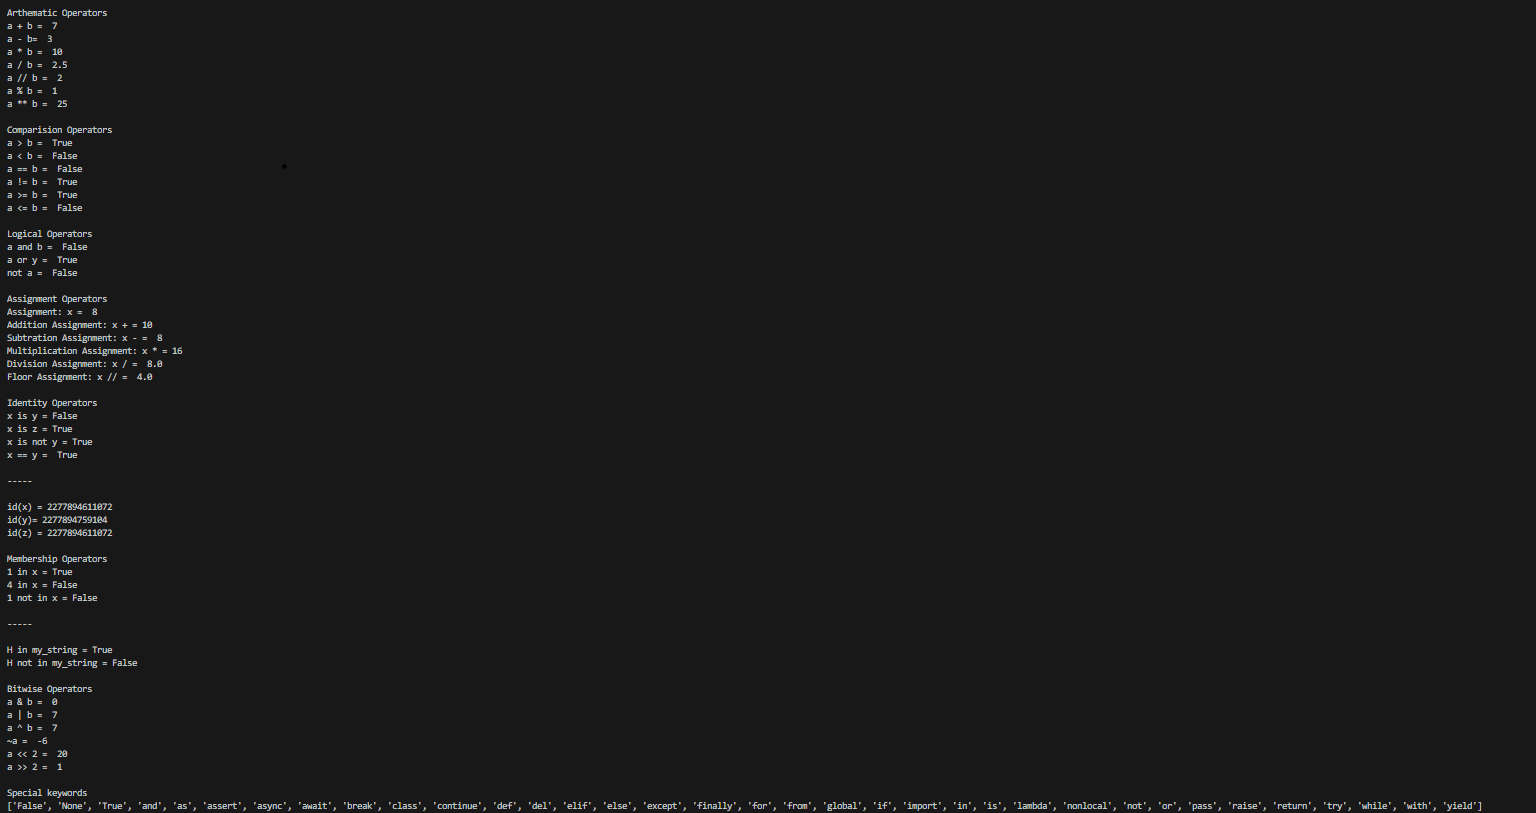 Arthematic Operators
a + b =  7
a - b=  3
a * b =  10
a / b =  2.5
a // b =  2
a % b =  1
a ** b =  25
Comparision Operators
a > b =  True
a < b =  False
a == b =  False
a != b =  True
a >= b =  True
a <= b =  False
Logical Operators
a and b =  False
a or y =  True
not a =  False
Assignment Operators
Assignment: x =  8
Addition Assignment: x + = 10
Subtration Assignment: x - =  8
Multiplication Assignment: x * = 16
Division Assignment: x / =  8.0
Floor Assignment: x // =  4.0
Identity Operators
x is y = False
x is z = True
x is not y = True
x == y =  True
-----
id(x) = 2277894611072
id(y)= 2277894759104
id(z) = 2277894611072
Membership Operators
1 in x = True
4 in x = False
1 not in x = False
-----
H in my_string = True
H not in my_string = False
Bitwise Operators
a & b =  0
a | b =  7
a ^ b =  7
~a =  -6
a << 2 =  20
a >> 2 =  1
Special keywords
['False', 'None', 'True', 'and', 'as', 'assert', 'async', 'await', 'break', 'class', 'continue', 'def', 'del', 'elif', 'else', 'except', 'finally', 'for', 'from', 'global', 'if', 'import', 'in', 'is', 'lambda', 'nonlocal', 'not', 'or', 'pass', 'raise', 'return', 'try', 'while', 'with', 'yield']